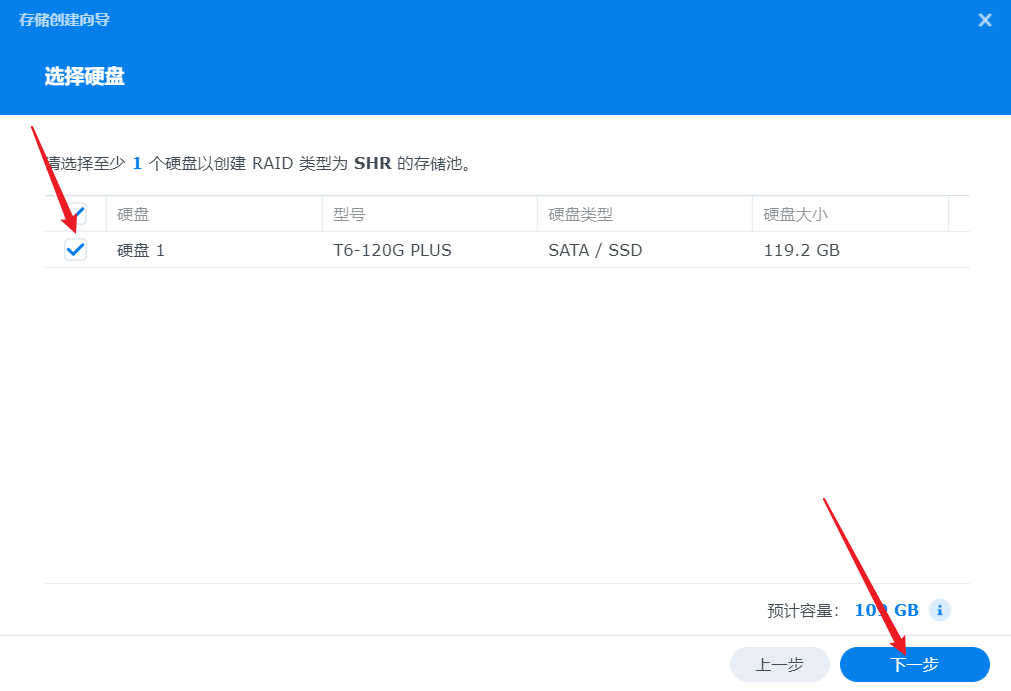 存储创建向导
选择硬盘
请选择至少 1 个硬盘以创建 RAID 类型为 SHR 的存储池。
硬盘 型号 硬盘类型 硬盘大小
硬盘 1 T6-120G PLUS SATA / SSD 119.2 GB
预计容量： 109 GB
上一步 下一步